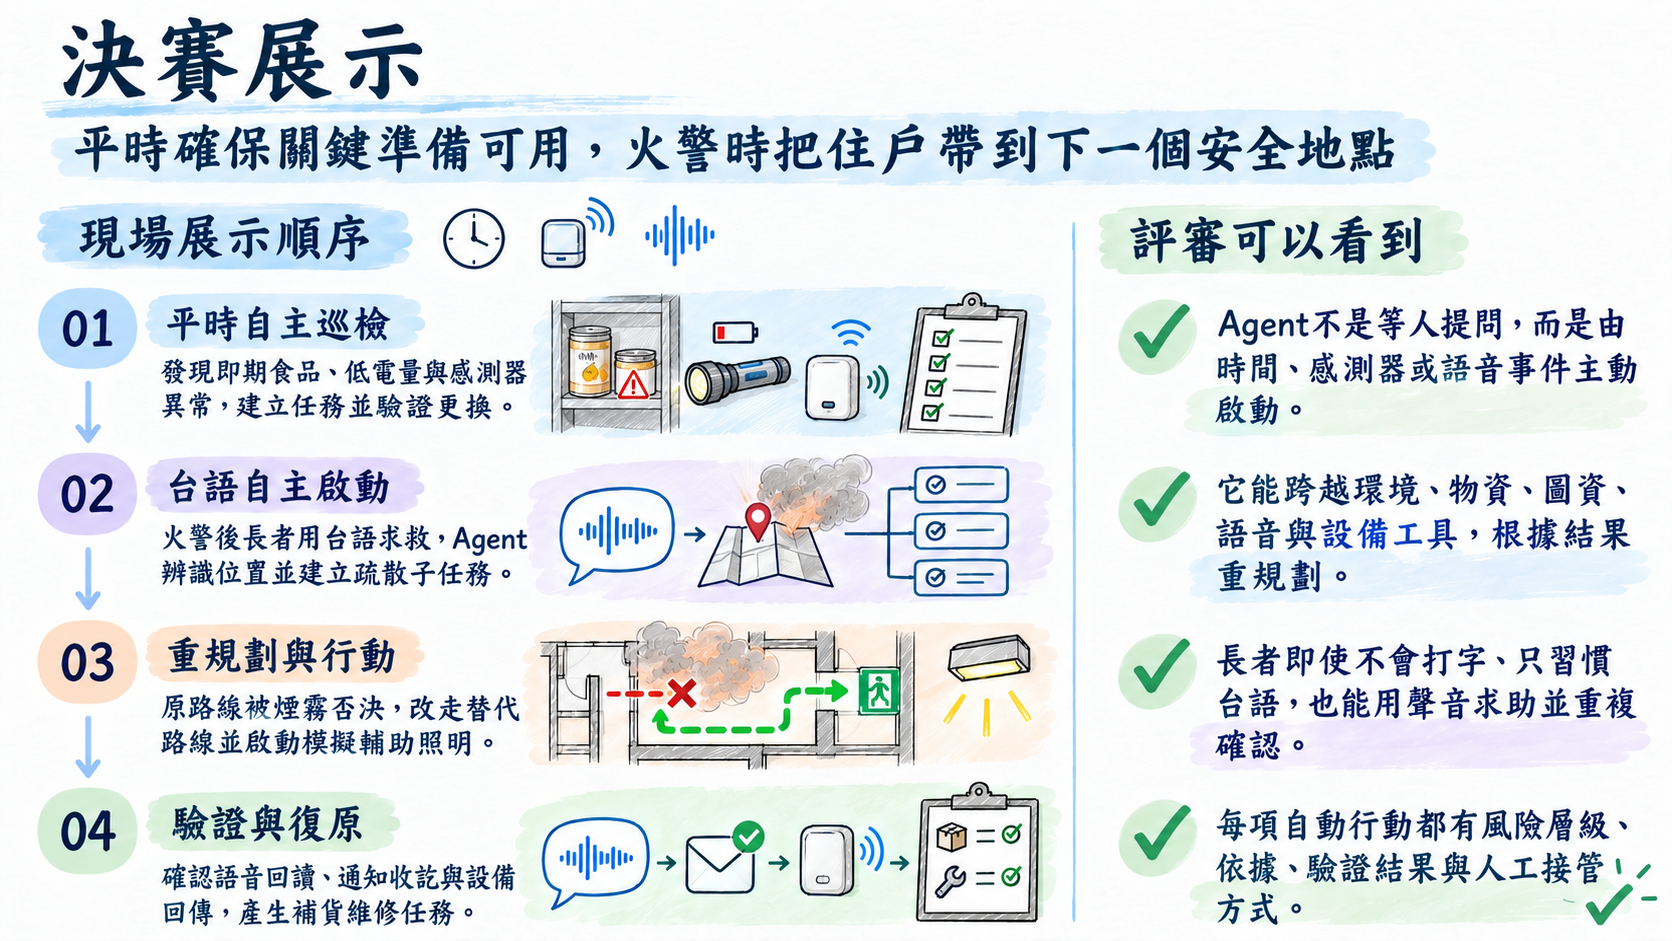 決賽展示
平時確保關鍵準備可用，火警時把住戶帶到下一個安全地點
現場展示順序
01
平時自主巡檢
發現即期食品、低電量與感測器
異常，建立任務並驗證更換。
02
台語自主啟動
火警後長者用台語求救，Agent
辨識位置並建立疏散子任務。
03
重規劃與行動
原路線被煙霧否決，改走替代
路線並啟動模擬輔助照明。
04
驗證與復原
確認語音回讀、通知收訖與設備
回傳，產生補貨維修任務。
評審可以看到
Agent不是等人提問，而是由
時間、感測器或語音事件主動
啟動。
它能跨越環境、物資、圖資、
語音與設備工具，根據結果
重規劃。
長者即使不會打字、只習慣
台語，也能用聲音求助並重複
確認。
每項自動行動都有風險層級、
依據、驗證結果與人工接管
方式。